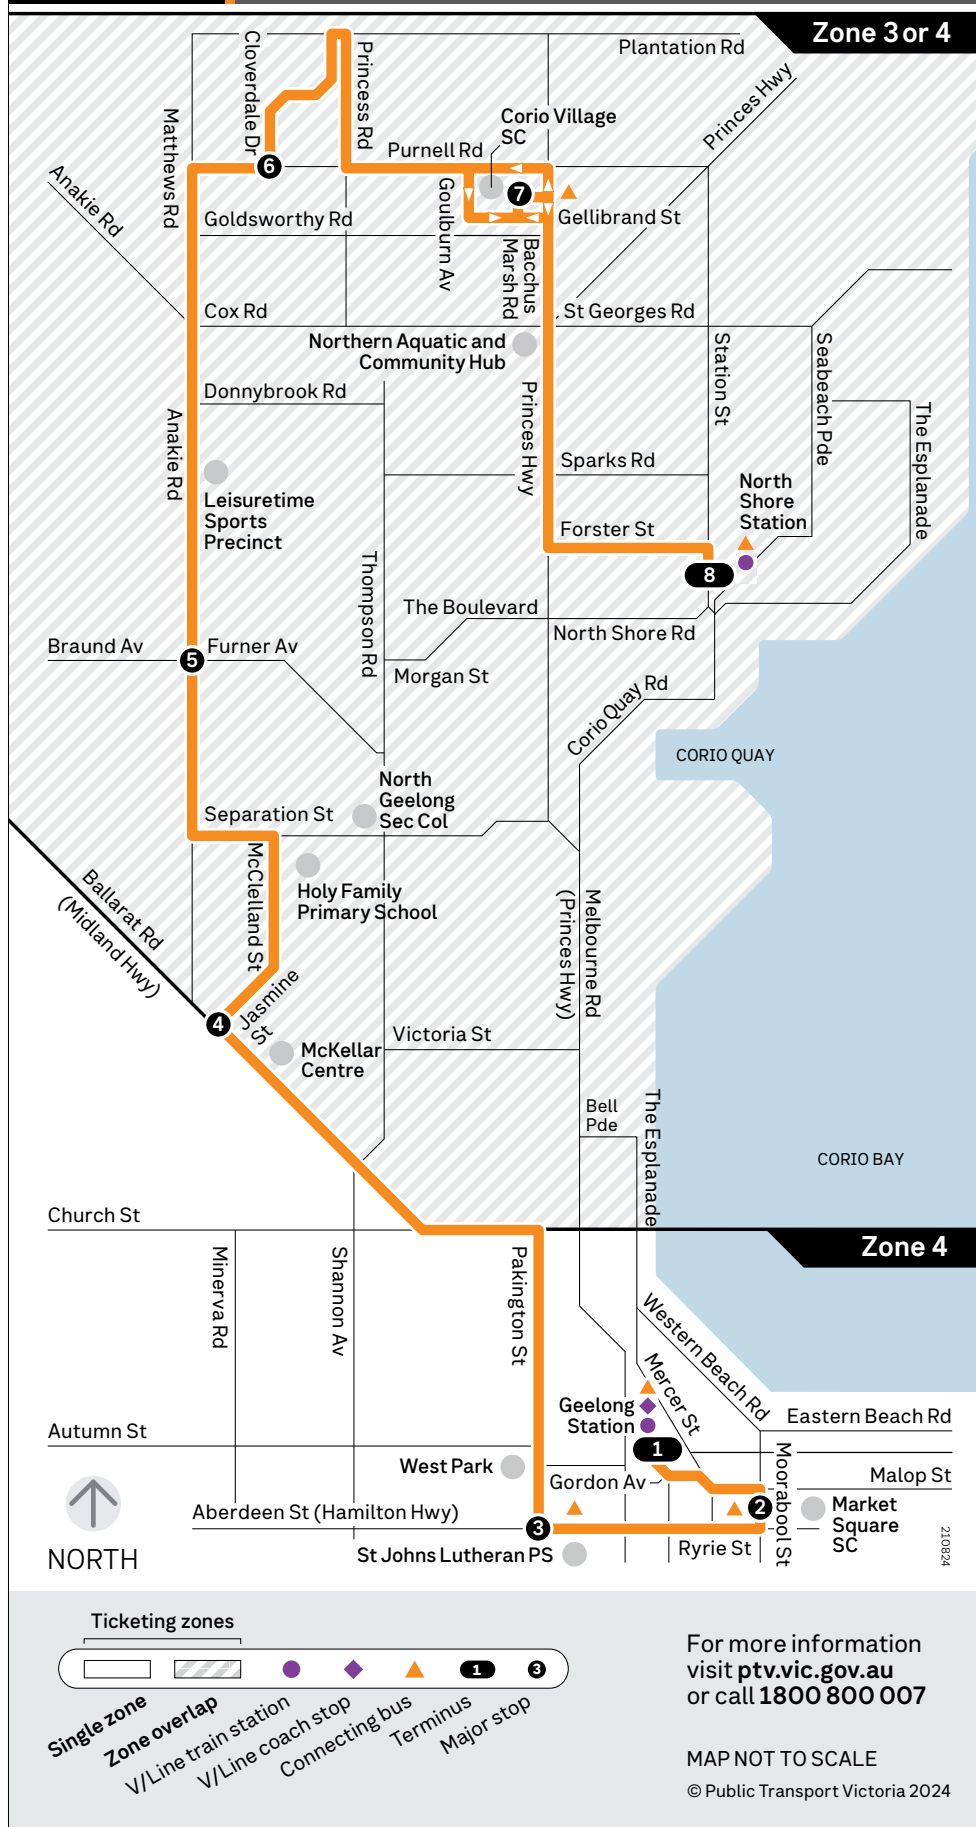 Zone 3 or 4
Plantation Rd
Cloverdale Dr
Princess Rd
Princes Hwy
Matthews Rd
Corio Village
SC
Purnell Rd
6
7
Anakie Rd
Goulburn Av
Goldsworthy Rd
Gellibrand St
Bacchus
Marsh Rd
Cox Rd
St Georges Rd
Northern Aquatic and
Community Hub
Station St
Seabeach Pde
Donnybrook Rd
Princes Hwy
The Esplanade
Anakie Rd
Sparks Rd
Leisuretime
Sports
Precinct
North
Shore
Station
Forster St
Thompson Rd
8
The Boulevard
North Shore Rd
Braund Av
5
Furner Av
Morgan St
Corio Quay Rd
CORIO QUAY
North
Geelong
Sec Col
Separation St
McClelland St
Holy Family
Primary School
Ballarat Rd
(Midland Hwy)
Melbourne Rd
(Princes Hwy)
Jasmine
St
4
Victoria St
McKellar
Centre
Bell
Pde
The Esplanade
CORIO BAY
Church St
Zone 4
Minerva Rd
Shannon Av
Pakington St
Western Beach Rd
Mercer St
Geelong
Station
Eastern Beach Rd
Autumn St
1
West Park
Gordon Av
Moorabool St
Malop St
Aberdeen St (Hamilton Hwy)
2
Market
Square
SC
3
Ryrie St
NORTH
St Johns Lutheran PS
210824
Ticketing zones
1
3
Single zone
Zone overlap
V/Line train station
V/Line coach stop
Connecting bus
Terminus
Major stop
For more information
visit ptv.vic.gov.au
or call 1800 800 007
MAP NOT TO SCALE
© Public Transport Victoria 2024